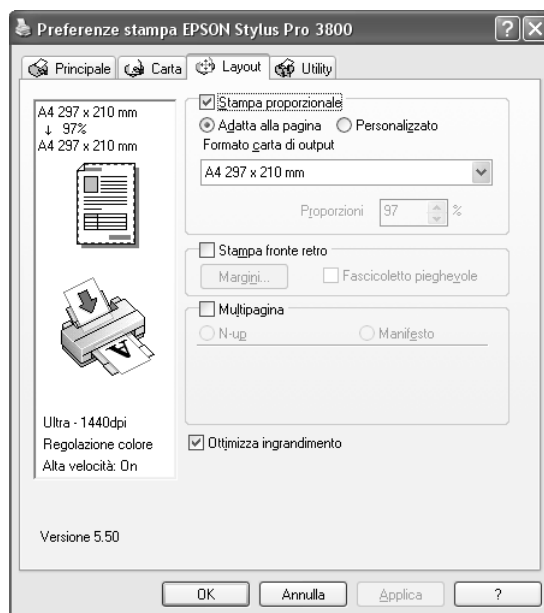 Preferenze stampa EPSON Stylus Pro 3800
Principale
Carta
Layout
Utility
A4 297 x 210 mm
↓ 97%
A4 297 x 210 mm
Ultra - 1440dpi
Regolazione colore
Alta velocità: On
Versione 5.50
Stampa proporzionale
Adatta alla pagina
Personalizzato
Formato carta di output
A4 297 x 210 mm
Proporzioni 97 %
Stampa fronte retro
Margini...
Fascicoletto pieghevole
Multipagina
N-up
Manifesto
Ottimizza ingrandimento
OK
Annulla
Applica
?